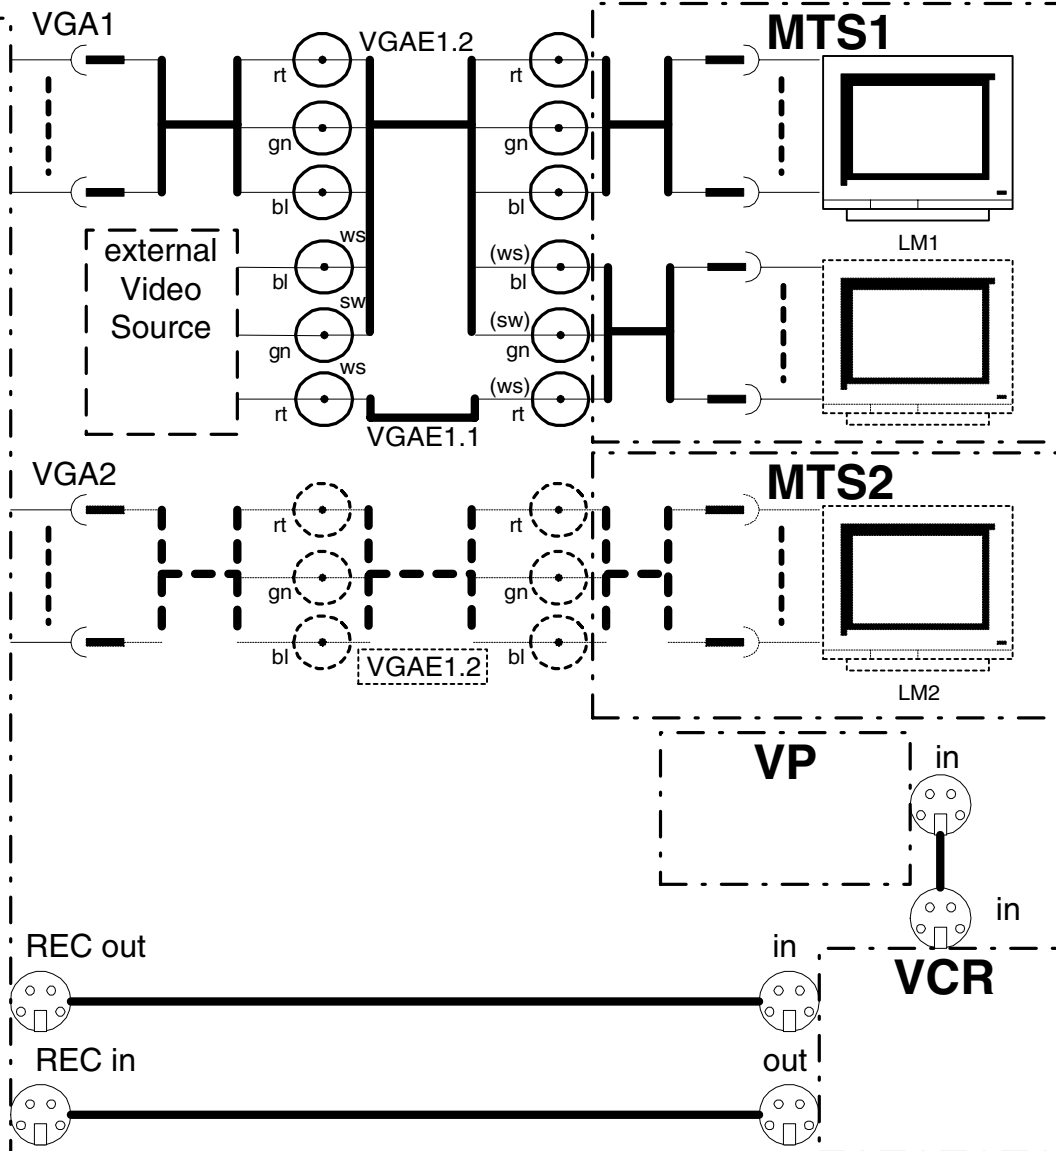 VGA1
VGAE1.2
MTS1
rt
rt
gn
gn
bl
bl
external
Video
Source
ws
bl
sw
gn
ws
rt
(ws)
bl
(sw)
gn
(ws)
rt
LM1
VGAE1.1
VGA2
MTS2
rt
rt
gn
gn
bl
bl
VGAE1.2
LM2
VP
in
in
REC out
in
VCR
REC in
out